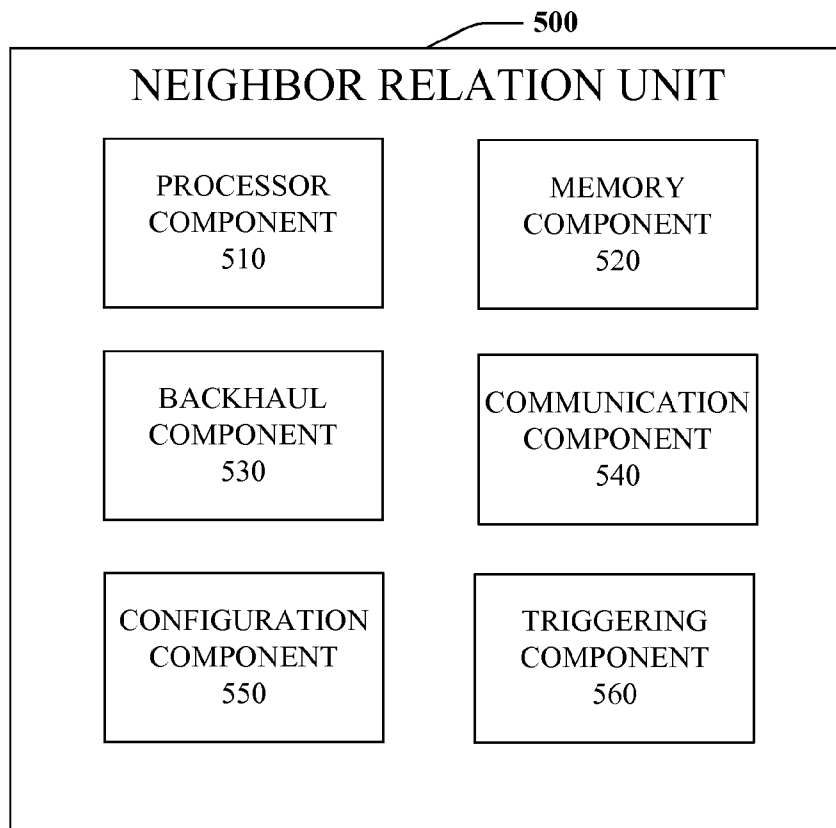 500
NEIGHBOR RELATION UNIT
PROCESSOR
COMPONENT
510
MEMORY
COMPONENT
520
BACKHAUL
COMPONENT
530
COMMUNICATION
COMPONENT
540
CONFIGURATION
COMPONENT
550
TRIGGERING
COMPONENT
560